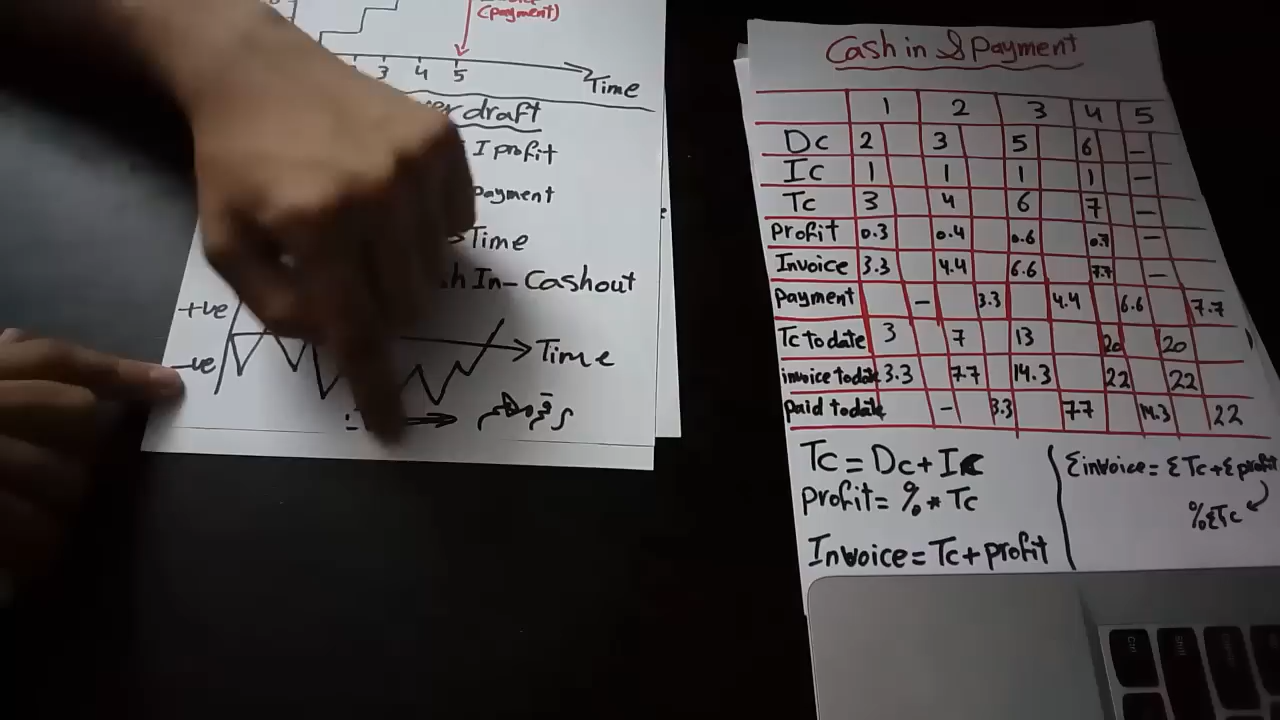 (payment)
3 4 5
Time
draft
I profit
payment
Time
h In - Cashout
+ve
-ve
Time
Cash in & Payment
1 2 3 4 5
Dc 2 3 5 6 -
Ic 1 1 1 1 -
Tc 3 4 6 7 -
Profit 0.3 0.4 0.6 0.7 -
Invoice 3.3 4.4 6.6 7.7 -
payment - 3.3 4.4 6.6 7.7
Tc to date 3 7 13 20 20
invoice to date 3.3 7.7 14.3 22 22
paid to date - 3.3 7.7 14.3 22
Tc = Dc + Ic
profit = % * Tc
Invoice = Tc + profit
Σ invoice = Σ Tc + Σ profit
% Σ Tc
Ctrl